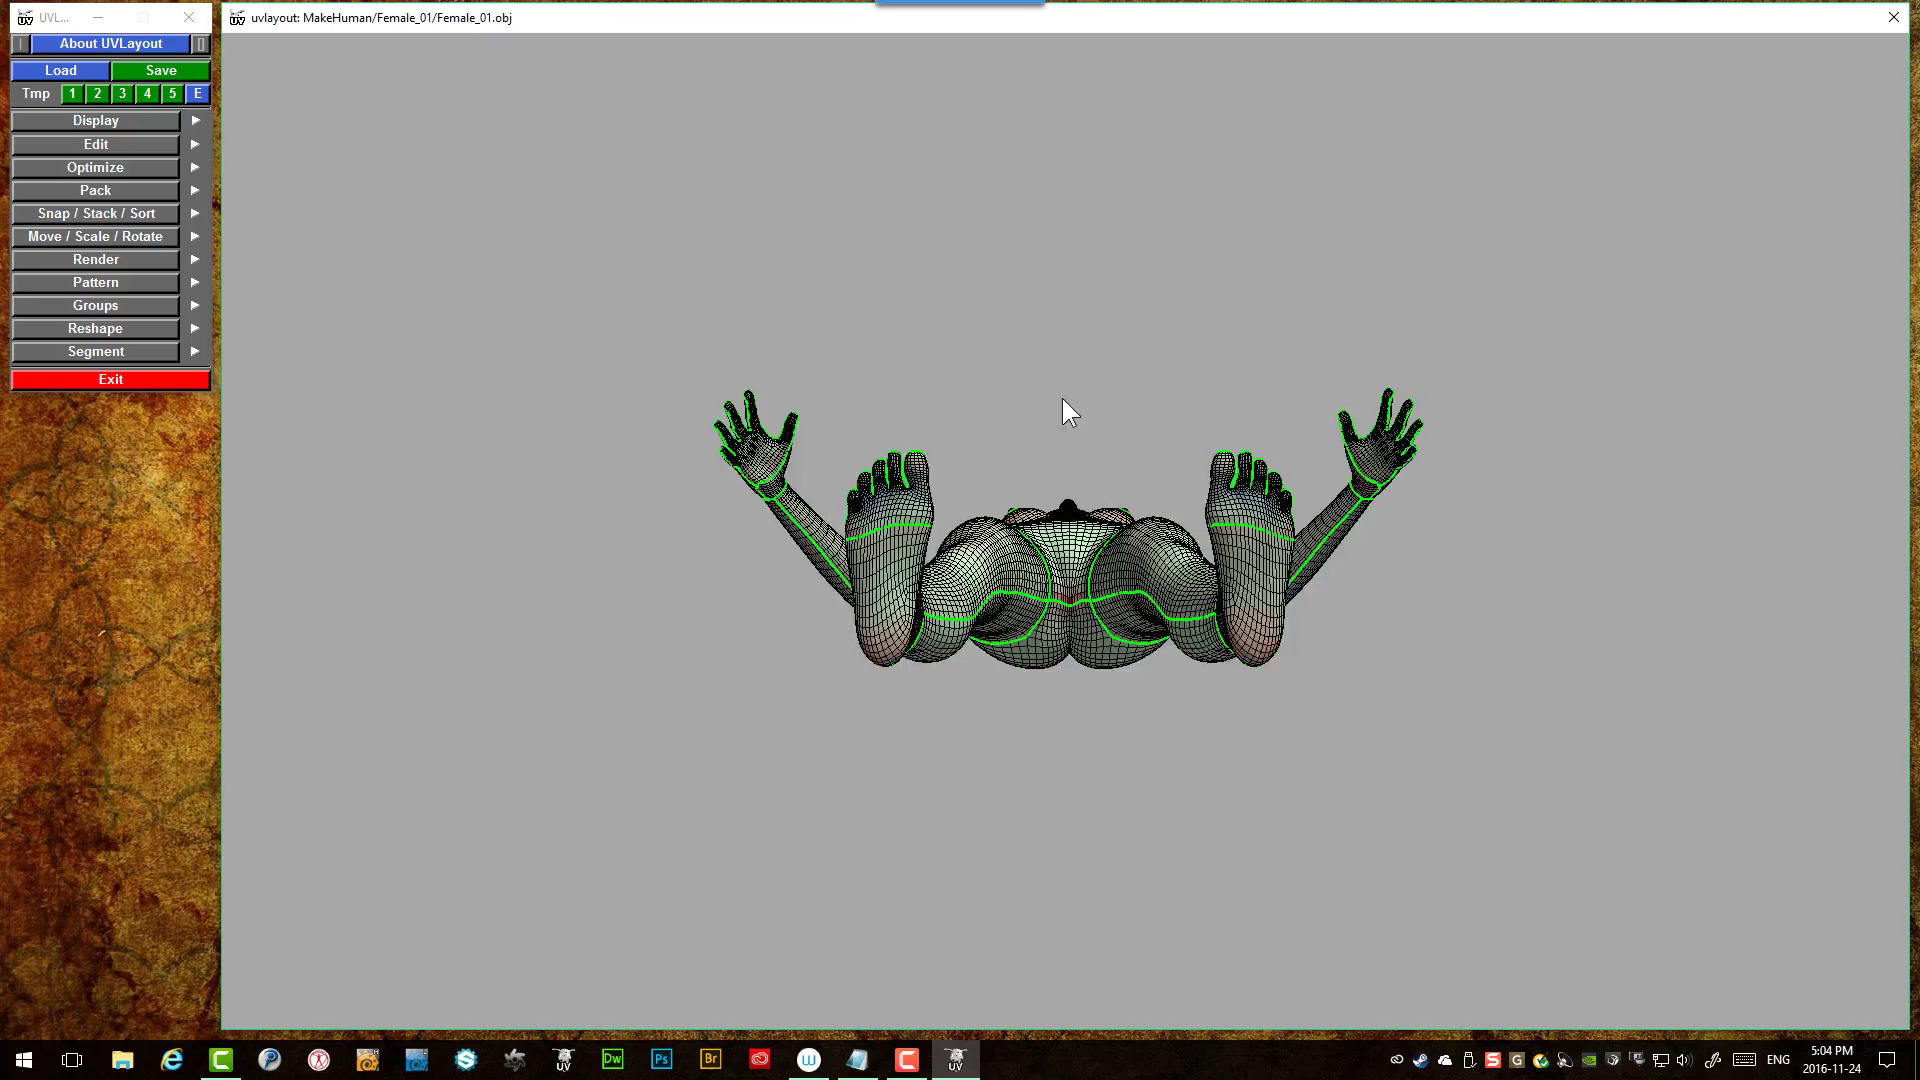 UVL...
uvlayout: MakeHuman/Female_01/Female_01.obj
About UVLayout
Load Save
Tmp 1 2 3 4 5 E
Display
Edit
Optimize
Pack
Snap / Stack / Sort
Move / Scale / Rotate
Render
Pattern
Groups
Reshape
Segment
Exit
UV Dw Ps Br W C UV
ENG
5:04 PM
2016-11-24